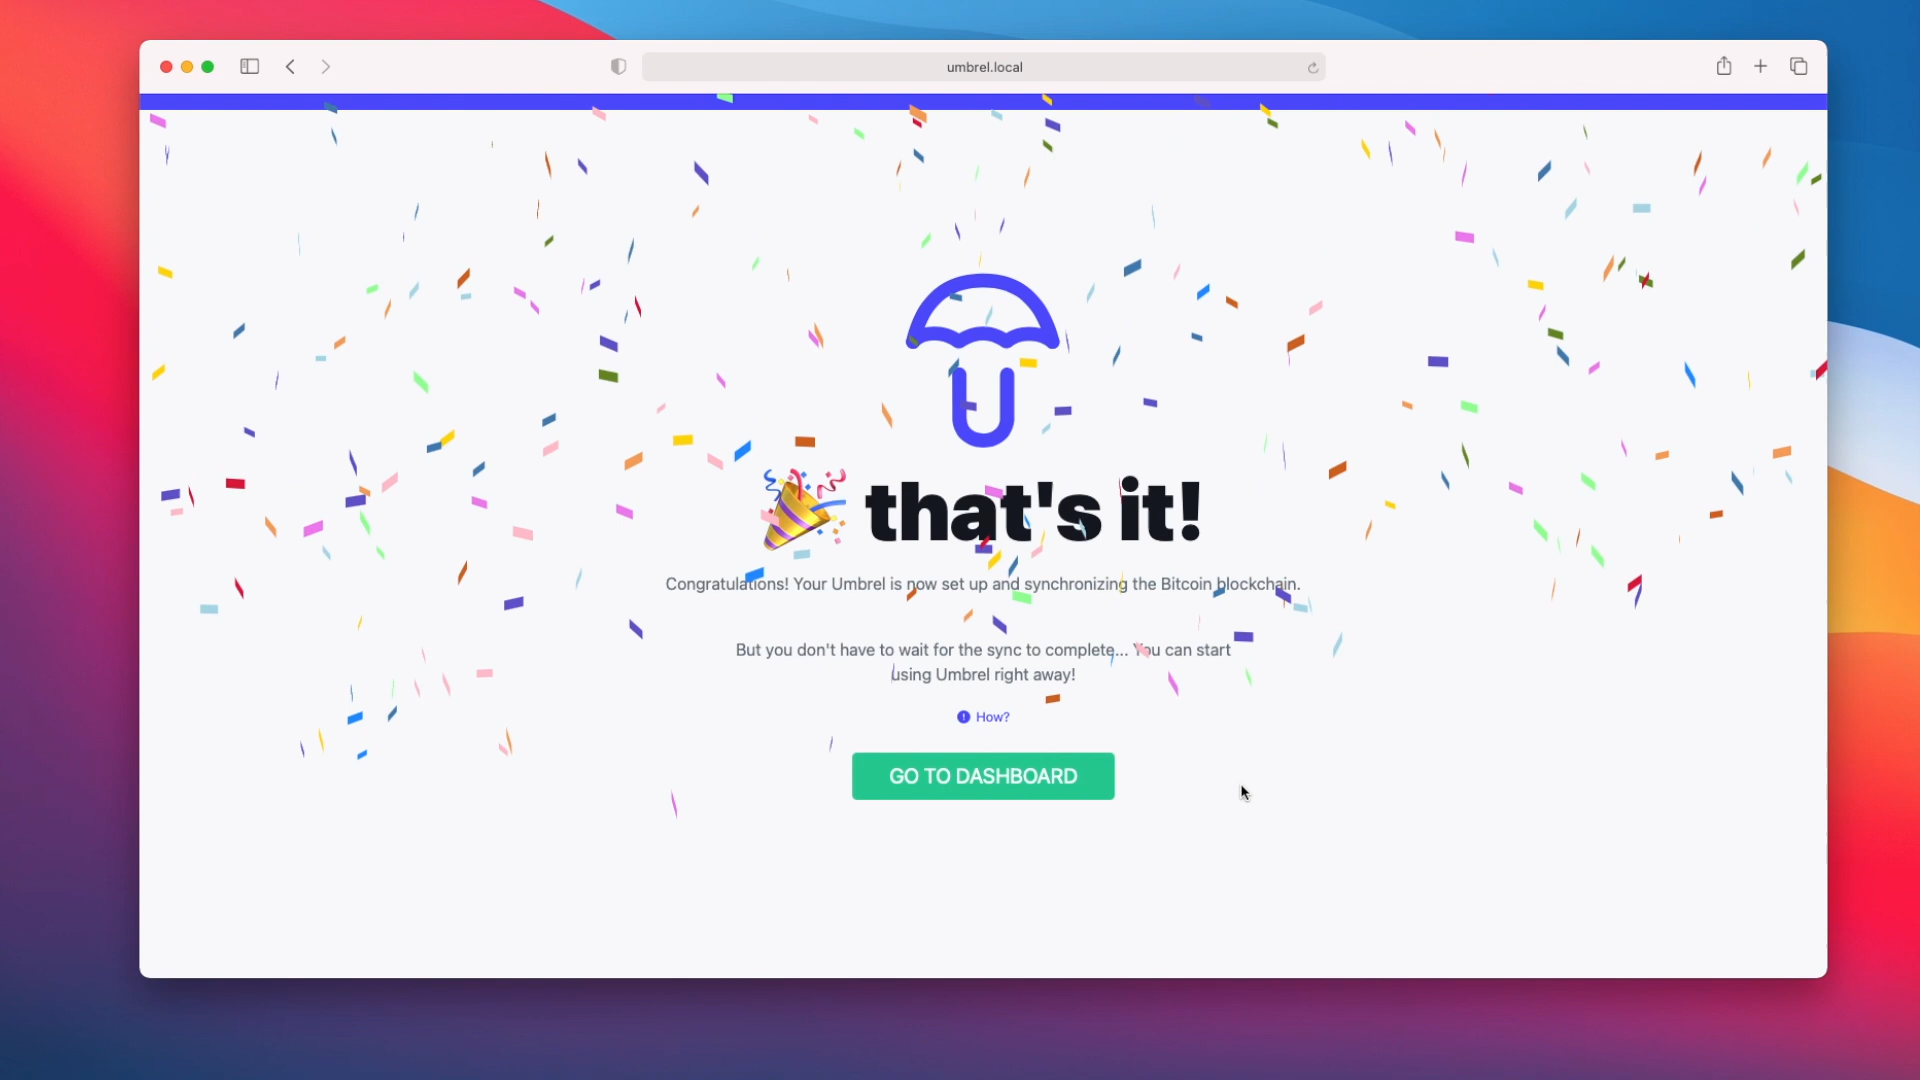 umbrel.local
that's it!
Congratulations! Your Umbrel is now set up and synchronizing the Bitcoin blockchain.
But you don't have to wait for the sync to complete... You can start
using Umbrel right away!
How?
GO TO DASHBOARD